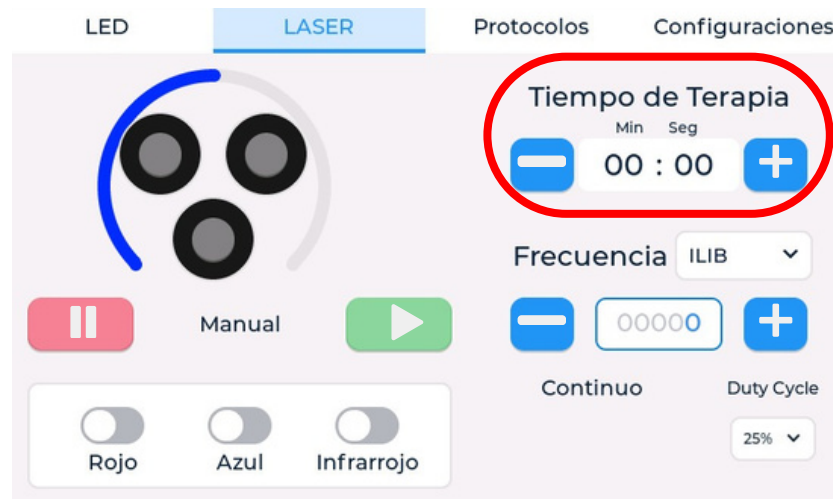 LED LASER Protocolos Configuraciones
Tiempo de Terapia
Min Seg
00 : 00
Frecuencia ILIB
Manual
00000
Continuo Duty Cycle
25%
Rojo Azul Infrarrojo